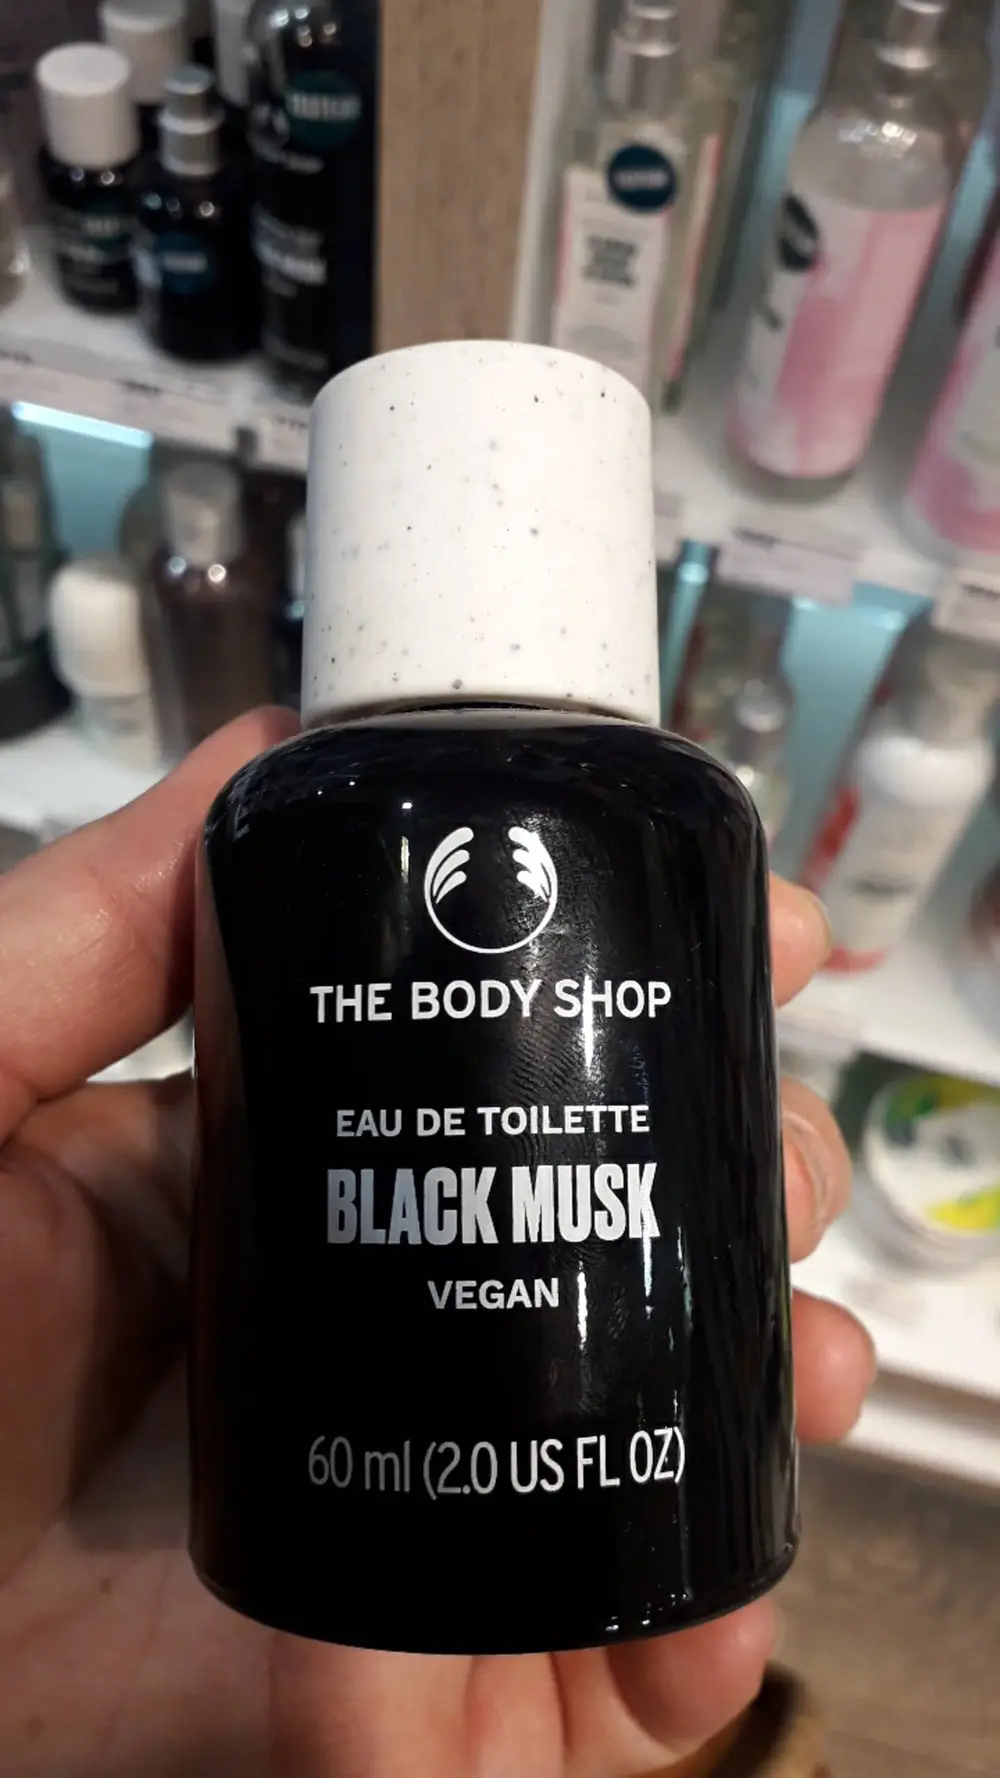 THE BODY SHOP
EAU DE TOILETTE
BLACK MUSK
VEGAN
60 ml (2.0 US FL OZ)